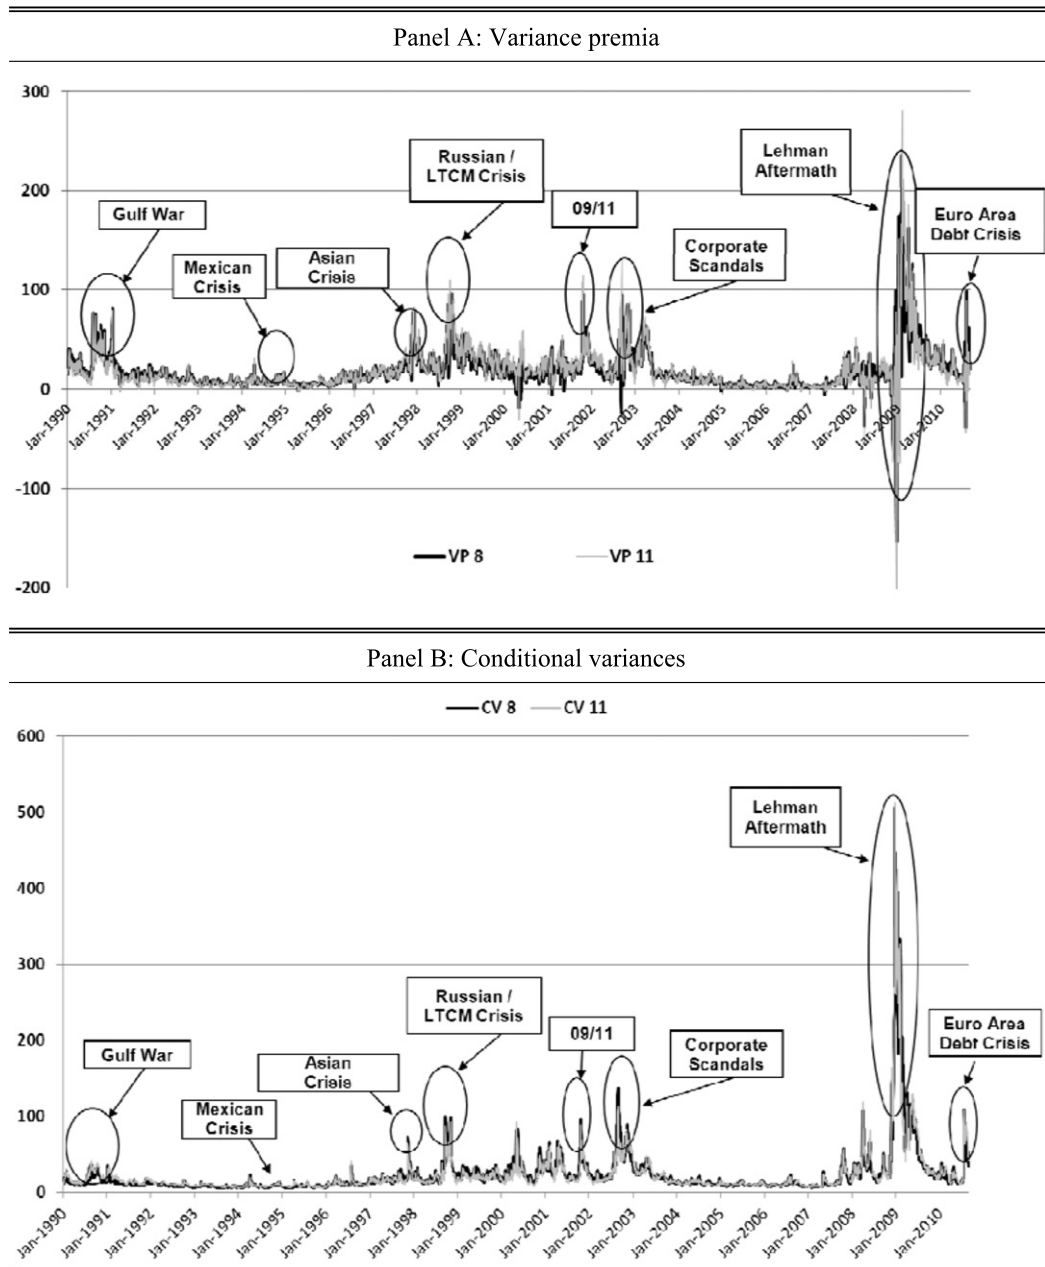 Panel A: Variance premia
300
Russian /
LTCM Crisis
Lehman
Aftermath
200
Gulf War
09/11
Euro Area
Debt Crisis
Mexican
Crisis
Asian
Crisis
Corporate
Scandals
100
0
Jan-1990
Jan-1991
Jan-1992
Jan-1993
Jan-1994
Jan-1995
Jan-1996
Jan-1997
Jan-1998
Jan-1999
Jan-2000
Jan-2001
Jan-2002
Jan-2003
Jan-2004
Jan-2005
Jan-2006
Jan-2007
Jan-2008
Jan-2009
Jan-2010
-100
VP 8 VP 11
-200
Panel B: Conditional variances
CV 8 CV 11
600
Lehman
Aftermath
500
400
300
Russian /
LTCM Crisis
200
Gulf War
Asian
Crisis
09/11
Corporate
Scandals
Euro Area
Debt Crisis
100
Mexican
Crisis
0
Jan-1990
Jan-1991
Jan-1992
Jan-1993
Jan-1994
Jan-1995
Jan-1996
Jan-1997
Jan-1998
Jan-1999
Jan-2000
Jan-2001
Jan-2002
Jan-2003
Jan-2004
Jan-2005
Jan-2006
Jan-2007
Jan-2008
Jan-2009
Jan-2010